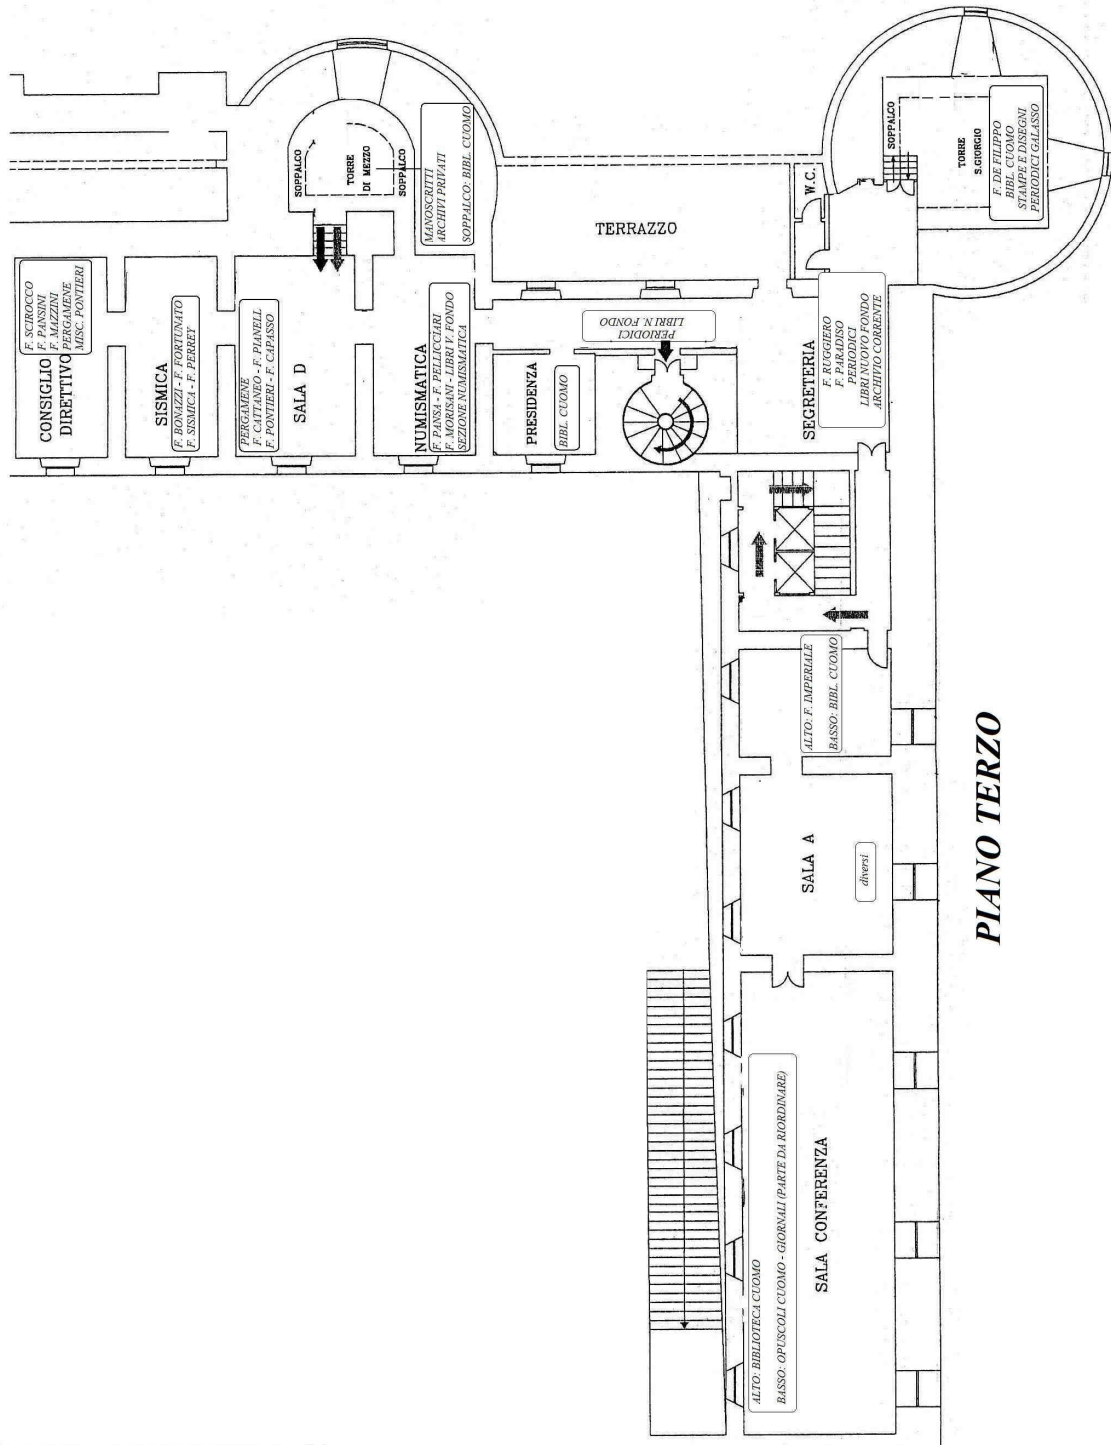 SOPPALCO
TORRE
DI MEZZO
SOPPALCO
MANOSCRITTI
ARCHIVI PRIVATI
SOPPALCO: BIBL. CUOMO
TERRAZZO
W.C.
SOPPALCO
TORRE
S.GIORGIO
F. DE FILIPPO
BIBL. CUOMO
STAMPE E DISEGNI
PERIODICI GALASSO
CONSIGLIO
DIRETTIVO
F. SCIROCCO
F. PANSINI
F. MAZZINI
PERGAMENE
MISC. PONTIERI
SISMICA
F. BONAZZI - F. FORTUNATO
F. SISMICA - F. PERREY
PERGAMENE
F. CATTANEO - F. PIANELL
F. PONTIERI - F. CAPASSO
SALA D
NUMISMATICA
F. PANSA - F. PELLICCIARI
F. MORISANI - LIBRI V. FONDO
SEZIONE NUMISMATICA
PRESIDENZA
BIBL. CUOMO
PERIODICI
LIBRI N. FONDO
SEGRETERIA
F. RUGGIERO
F. PARADISO
PERIODICI
LIBRI NUOVO FONDO
ARCHIVIO CORRENTE
ALTO: F. IMPERIALE
BASSO: BIBL. CUOMO
SALA A
diversi
ALTO: BIBLIOTECA CUOMO
BASSO: OPUSCOLI CUOMO - GIORNALI (PARTE DA RIORDINARE)
SALA CONFERENZA
PIANO TERZO